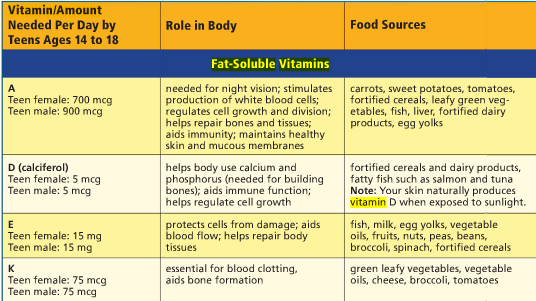 Vitamin/Amount
Needed Per Day by
Teens Ages 14 to 18
Role in Body
Food Sources
Fat-Soluble Vitamins
A
Teen female: 700 mcg
Teen male: 900 mcg
needed for night vision; stimulates
production of white blood cells;
regulates cell growth and division;
helps repair bones and tissues;
aids immunity; maintains healthy
skin and mucous membranes
carrots, sweet potatoes, tomatoes,
fortified cereals, leafy green veg-
etables, fish, liver, fortified dairy
products, egg yolks
D (calciferol)
Teen female: 5 mcg
Teen male: 5 mcg
helps body use calcium and
phosphorus (needed for building
bones); aids immune function;
helps regulate cell growth
fortified cereals and dairy products,
fatty fish such as salmon and tuna
Note: Your skin naturally produces
vitamin D when exposed to sunlight.
E
Teen female: 15 mg
Teen male: 15 mg
protects cells from damage; aids
blood flow; helps repair body
tissues
fish, milk, egg yolks, vegetable
oils, fruits, nuts, peas, beans,
broccoli, spinach, fortified cereals
K
Teen female: 75 mcg
Teen male: 75 mcg
essential for blood clotting,
aids bone formation
green leafy vegetables, vegetable
oils, cheese, broccoli, tomatoes